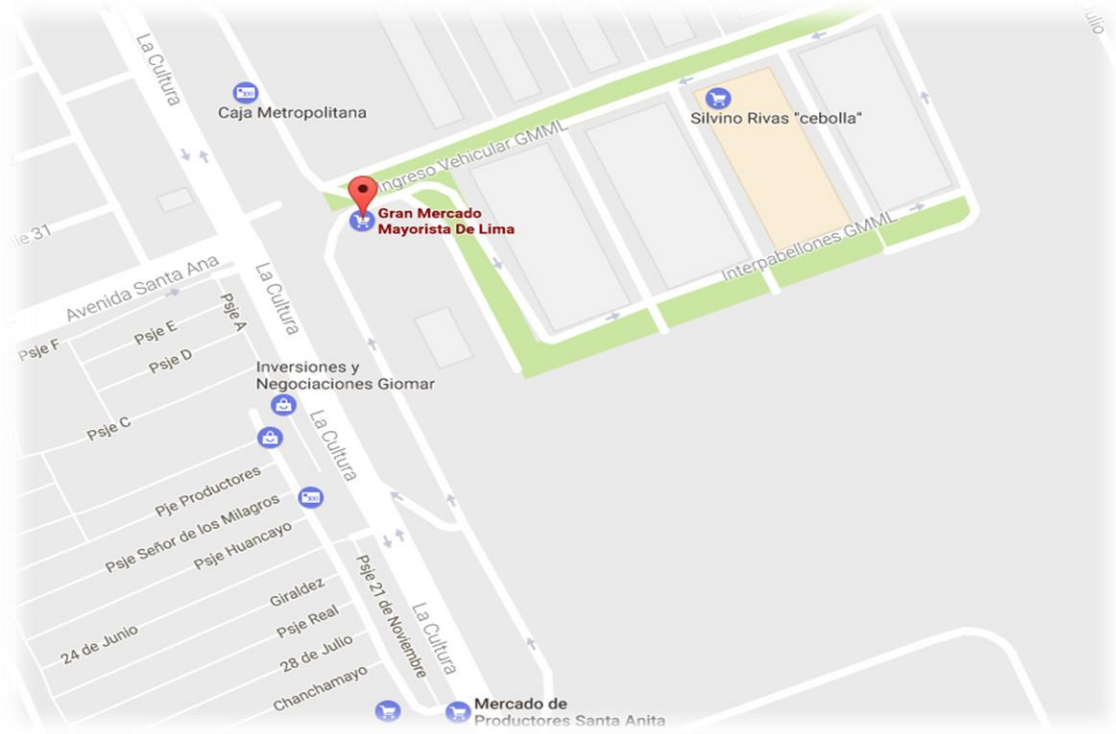 La Cultura
Caja Metropolitana
Silvino Rivas "cebolla"
Ingreso Vehicular GMML
Gran Mercado
Mayorista De Lima
Interpabellones GMML
Avenida Santa Ana
La Cultura
Psje A
Psje E
Psje F
Psje D
Inversiones y
Negociaciones Giomar
Psje C
La Cultura
Pje Productores
Psje Señor de los Milagros
Psje Huancayo
Psje 21 de Noviembre
Giraldez
Psje Real
24 de Junio
28 de Julio
La Cultura
Chanchamayo
Mercado de
Productores Santa Anita